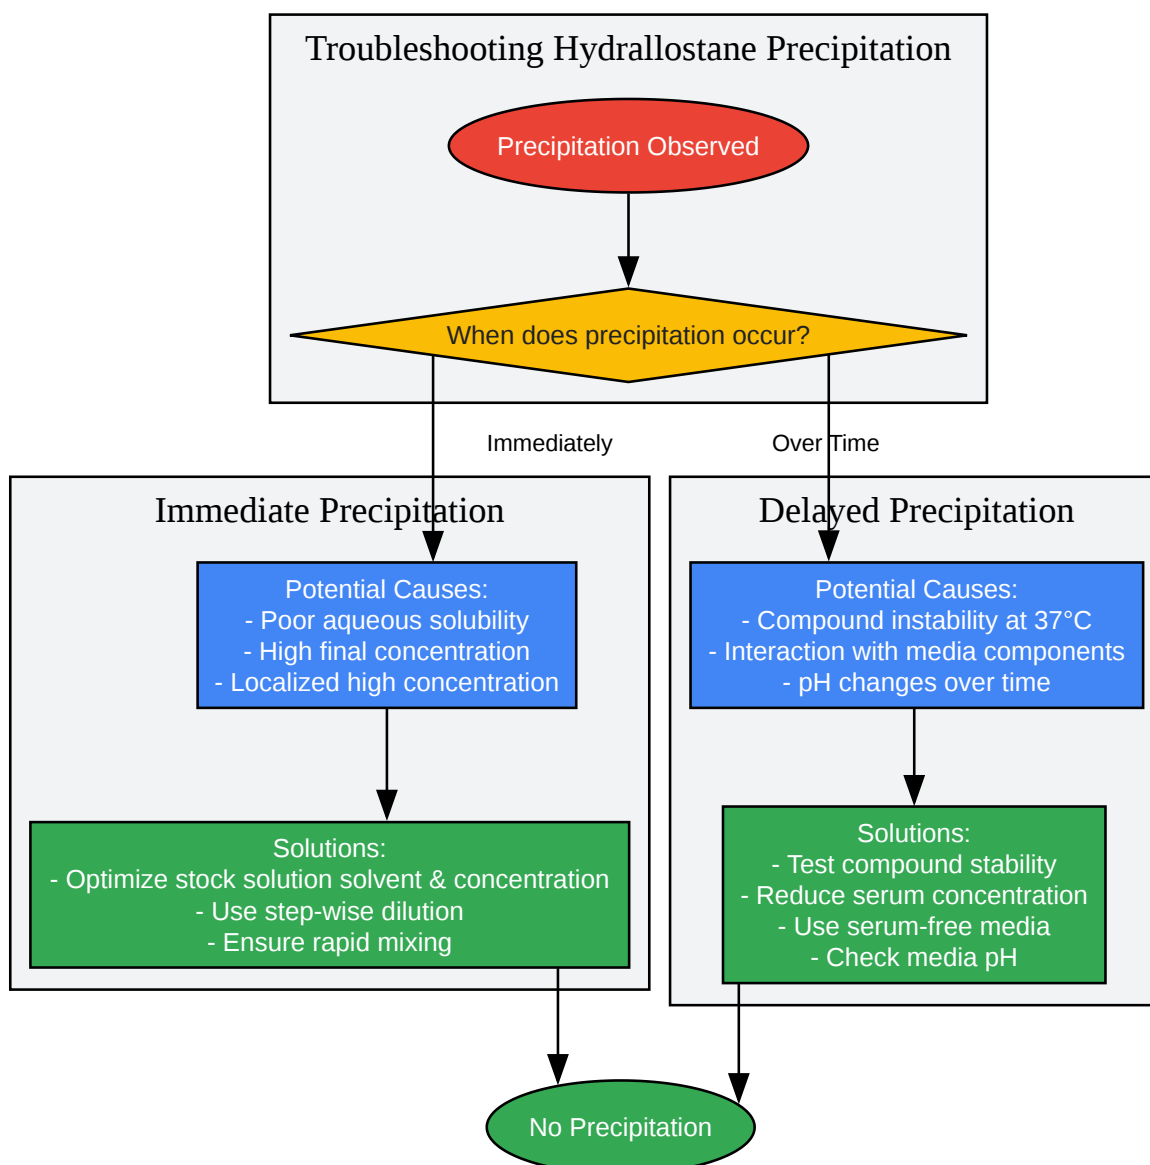 Troubleshooting Hydrallostane Precipitation
Precipitation Observed
When does precipitation occur?
Immediately
Over Time
Immediate Precipitation
Potential Causes:
- Poor aqueous solubility
- High final concentration
- Localized high concentration
Solutions:
- Optimize stock solution solvent & concentration
- Use step-wise dilution
- Ensure rapid mixing
Delayed Precipitation
Potential Causes:
- Compound instability at 37°C
- Interaction with media components
- pH changes over time
Solutions:
- Test compound stability
- Reduce serum concentration
- Use serum-free media
- Check media pH
No Precipitation